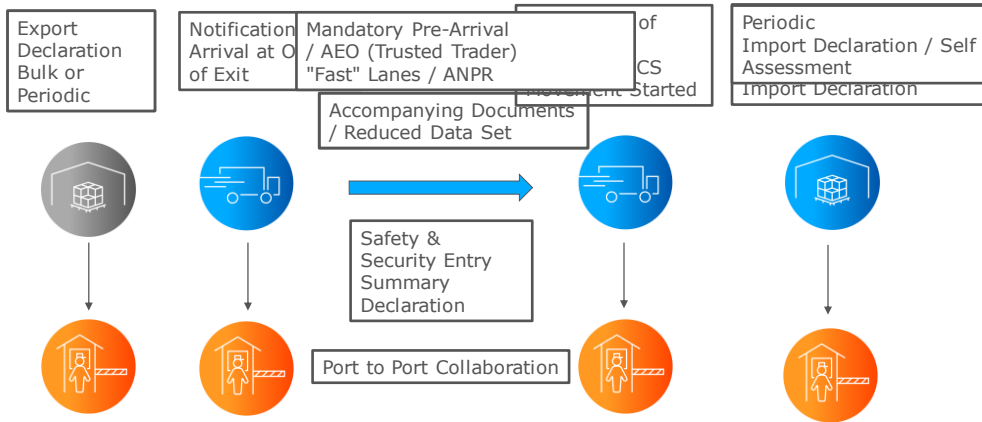 Export
Declaration
Bulk or
Periodic
Notification
Arrival at O
of Exit
Mandatory Pre-Arrival
/ AEO (Trusted Trader)
"Fast" Lanes / ANPR
of
CS
Movement Started
Accompanying Documents
/ Reduced Data Set
Periodic
Import Declaration / Self
Assessment
Import Declaration
Safety &
Security Entry
Summary
Declaration
Port to Port Collaboration